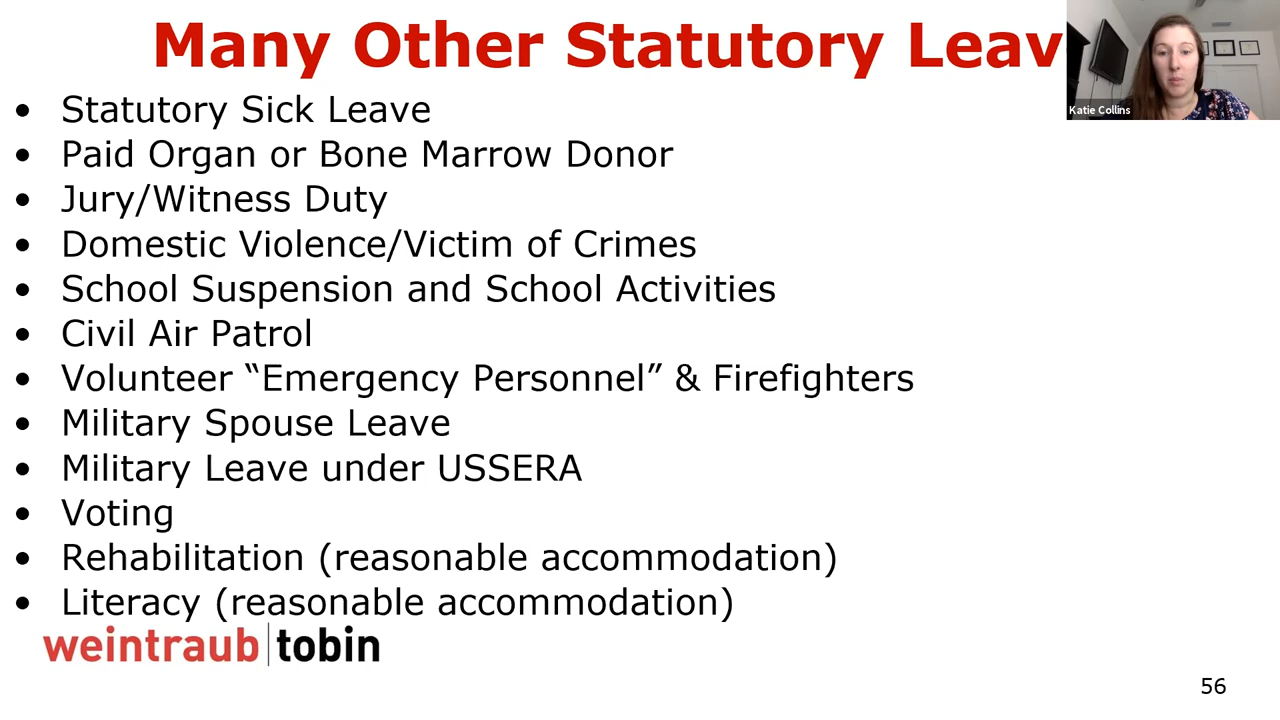 Many Other Statutory Leav
Katie Collins
• Statutory Sick Leave
• Paid Organ or Bone Marrow Donor
• Jury/Witness Duty
• Domestic Violence/Victim of Crimes
• School Suspension and School Activities
• Civil Air Patrol
• Volunteer “Emergency Personnel” & Firefighters
• Military Spouse Leave
• Military Leave under USSERA
• Voting
• Rehabilitation (reasonable accommodation)
• Literacy (reasonable accommodation)
weintraub|tobin
56